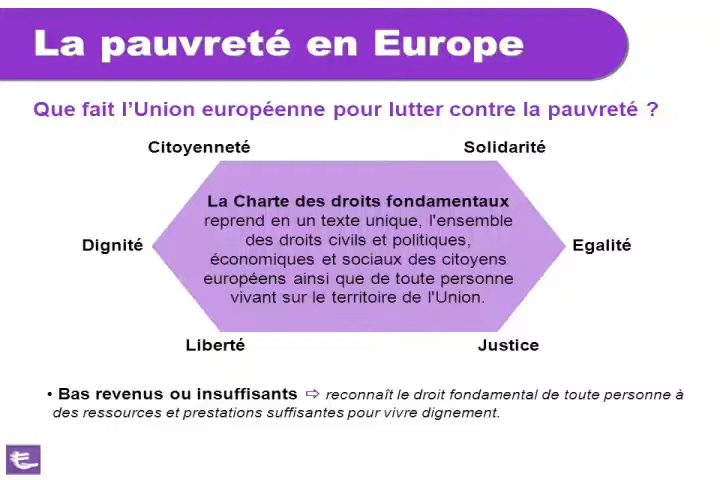 La pauvreté en Europe
Que fait l’Union européenne pour lutter contre la pauvreté ?
Citoyenneté Solidarité
La Charte des droits fondamentaux
reprend en un texte unique, l'ensemble
des droits civils et politiques,
Dignité Egalité
économiques et sociaux des citoyens
européens ainsi que de toute personne
vivant sur le territoire de l'Union.
Liberté Justice
• Bas revenus ou insuffisants ⇨ reconnaît le droit fondamental de toute personne à
des ressources et prestations suffisantes pour vivre dignement.